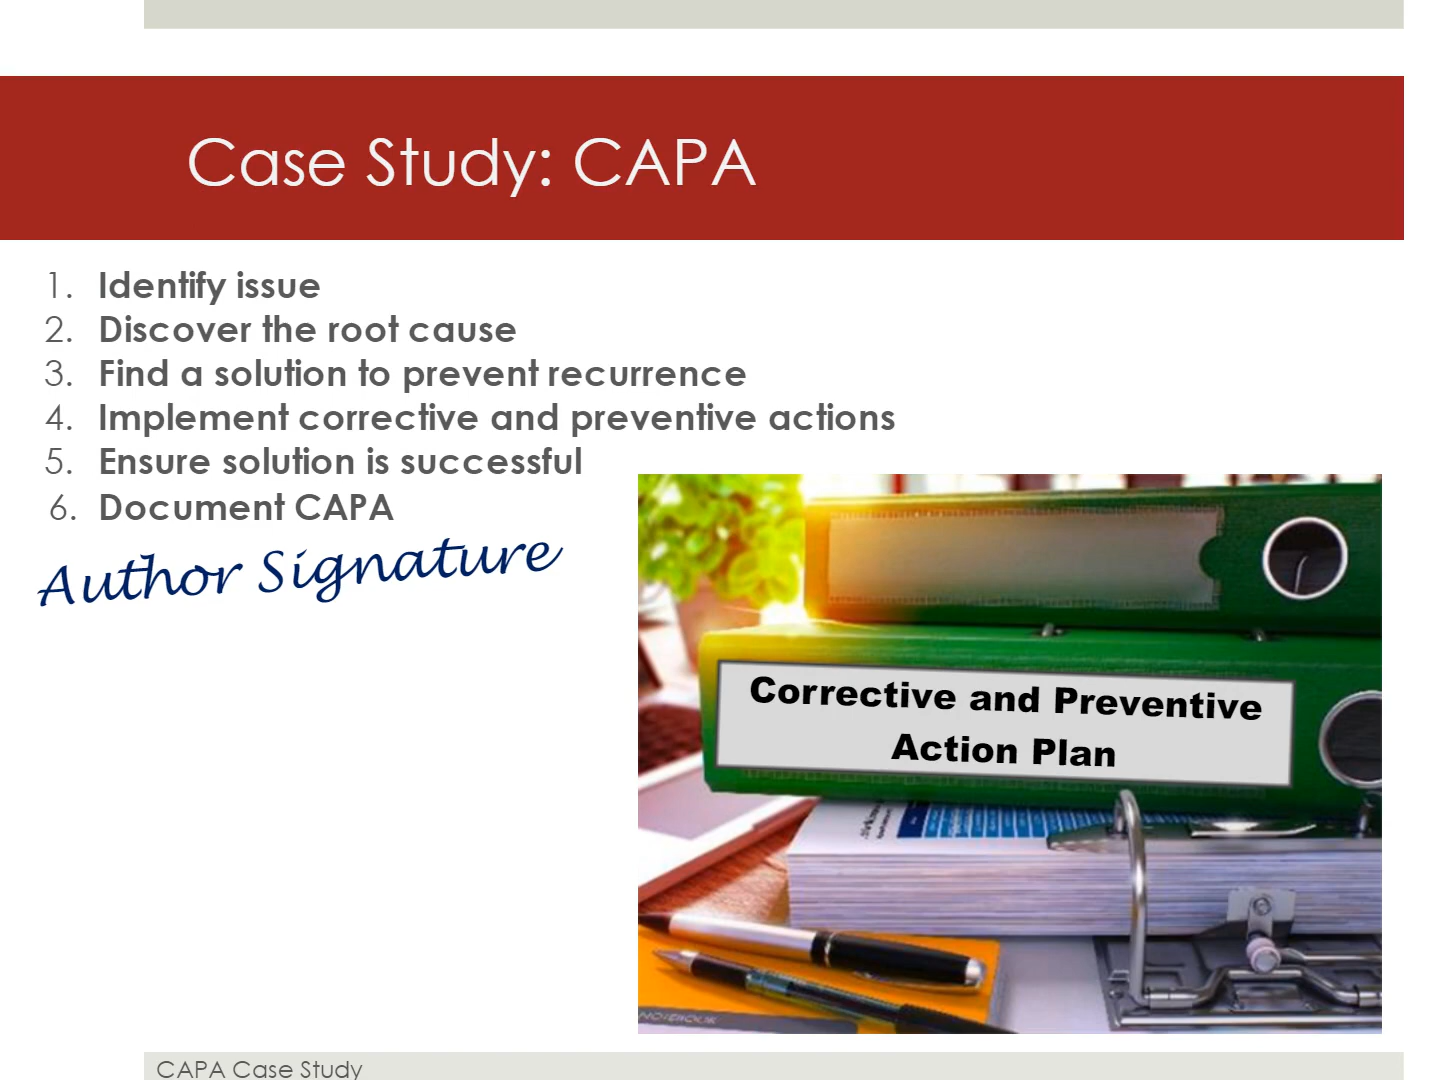 Case Study: CAPA
1. Identify issue
2. Discover the root cause
3. Find a solution to prevent recurrence
4. Implement corrective and preventive actions
5. Ensure solution is successful
6. Document CAPA
Author Signature
Corrective and Preventive
Action Plan
NOTEBOOK
CAPA Case Study